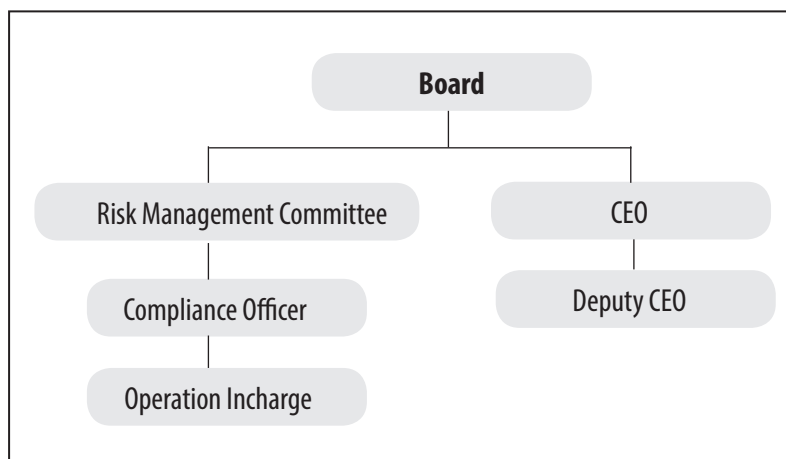 Board
Risk Management Committee
CEO
Compliance Officer
Deputy CEO
Operation Incharge